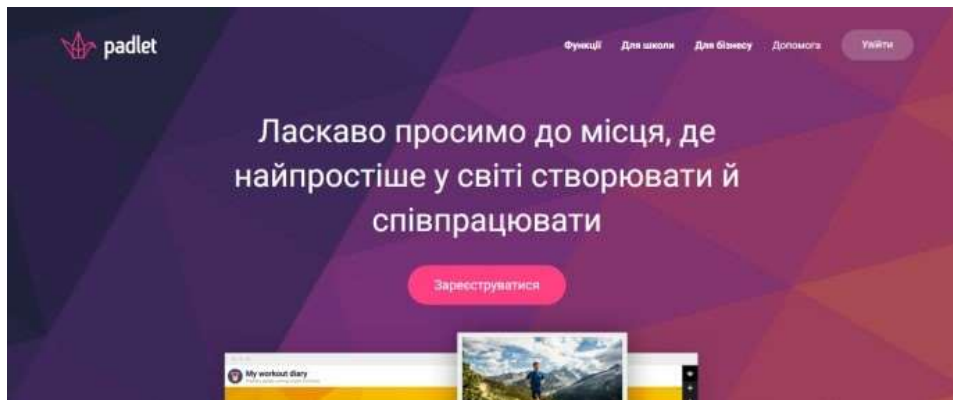 padlet
Функції Для школи Для бізнесу Допомога Увійти
Ласкаво просимо до місця, де
найпростіше у світі створювати й
співпрацювати
Зареєструватися
My workout diary